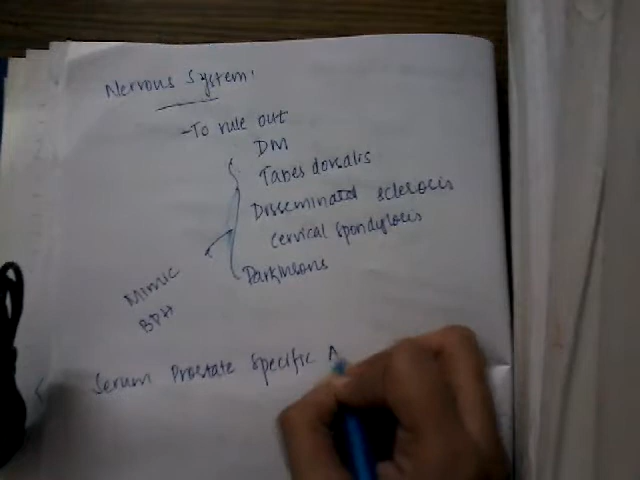 Nervous System:
- To rule out
DM
Tabes dorsalis
Disseminated sclerosis
Cervical spondylosis
Parkinsons
Mimic
BPH
Serum Prostate Specific A